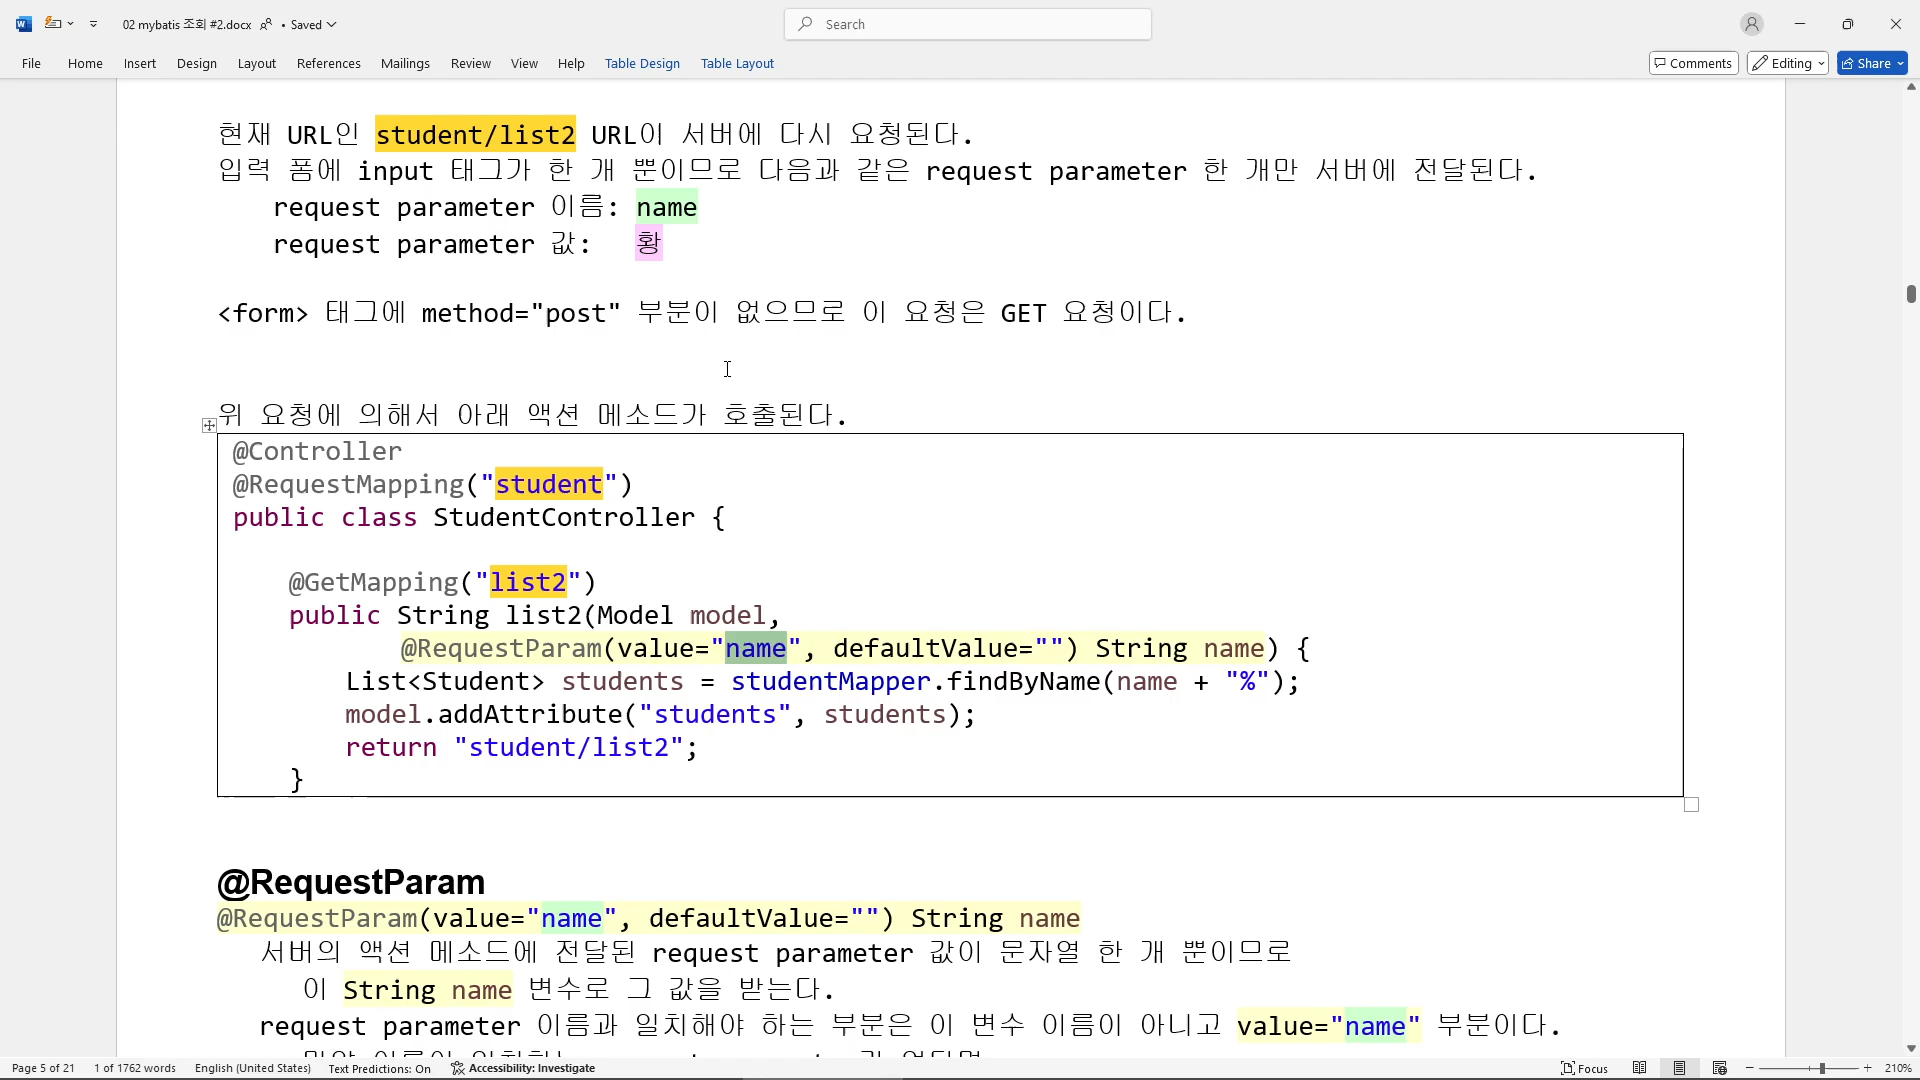 02 mybatis 조회 #2.docx • Saved
Search
File Home Insert Design Layout References Mailings Review View Help Table Design Table Layout
Comments Editing Share
현재 URL인 student/list2 URL이 서버에 다시 요청된다.
입력 폼에 input 태그가 한 개 뿐이므로 다음과 같은 request parameter 한 개만 서버에 전달된다.
request parameter 이름: name
request parameter 값: 황
<form> 태그에 method="post" 부분이 없으므로 이 요청은 GET 요청이다.
위 요청에 의해서 아래 액션 메소드가 호출된다.
@Controller
@RequestMapping("student")
public class StudentController {
@GetMapping("list2")
public String list2(Model model,
@RequestParam(value="name", defaultValue="") String name) {
List<Student> students = studentMapper.findByName(name + "%");
model.addAttribute("students", students);
return "student/list2";
}
@RequestParam
@RequestParam(value="name", defaultValue="") String name
서버의 액션 메소드에 전달된 request parameter 값이 문자열 한 개 뿐이므로
이 String name 변수로 그 값을 받는다.
request parameter 이름과 일치해야 하는 부분은 이 변수 이름이 아니고 value="name" 부분이다.
Page 5 of 21 1 of 1762 words English (United States) Text Predictions: On Accessibility: Investigate Focus 210%